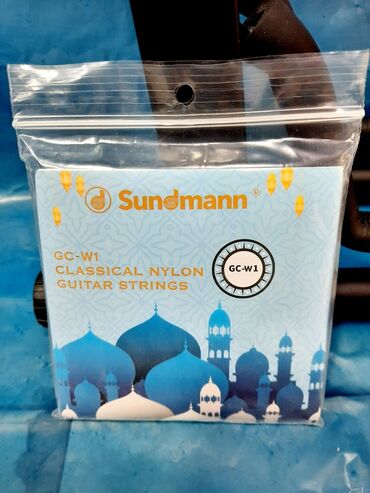 Sundmann ®
GC-W1
CLASSICAL NYLON
GUITAR STRINGS
GC-W1